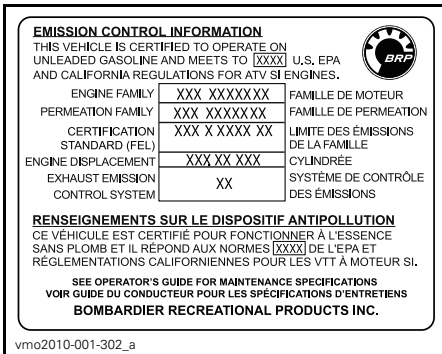 EMISSION CONTROL INFORMATION
THIS VEHICLE IS CERTIFIED TO OPERATE ON
UNLEADED GASOLINE AND MEETS TO XXXX U.S. EPA
AND CALIFORNIA REGULATIONS FOR ATV SI ENGINES.
BRP
ENGINE FAMILY XXX XXXXXXX FAMILLE DE MOTEUR
PERMEATION FAMILY XXX XXXXXXX FAMILLE DE PERMEATION
CERTIFICATION XXX X XXXX XX LIMITE DES ÉMISSIONS
STANDARD (FEL) DE LA FAMILLE
ENGINE DISPLACEMENT XXX XX XXX CYLINDRÉE
EXHAUST EMISSION XX SYSTÈME DE CONTRÔLE
CONTROL SYSTEM DES ÉMISSIONS
RENSEIGNEMENTS SUR LE DISPOSITIF ANTIPOLLUTION
CE VÉHICULE EST CERTIFIÉ POUR FONCTIONNER À L'ESSENCE
SANS PLOMB ET IL RÉPOND AUX NORMES XXXX DE L'EPA ET
RÉGLEMENTATIONS CALIFORNIENNES POUR LES VTT À MOTEUR SI.
SEE OPERATOR'S GUIDE FOR MAINTENANCE SPECIFICATIONS
VOIR GUIDE DU CONDUCTEUR POUR LES SPÉCIFICATIONS D'ENTRETIENS
BOMBARDIER RECREATIONAL PRODUCTS INC.
vmo2010-001-302_a